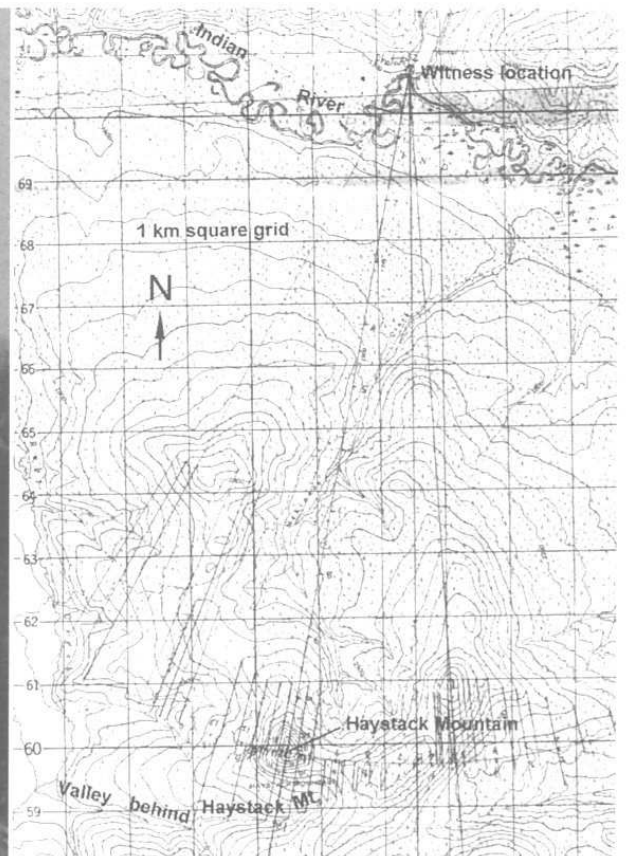 Indian
River
Witness location
69
68
1 km square grid
N
67
66
65
64
63
62
61
Haystack Mountain
60
Valley behind Haystack Mt.
59